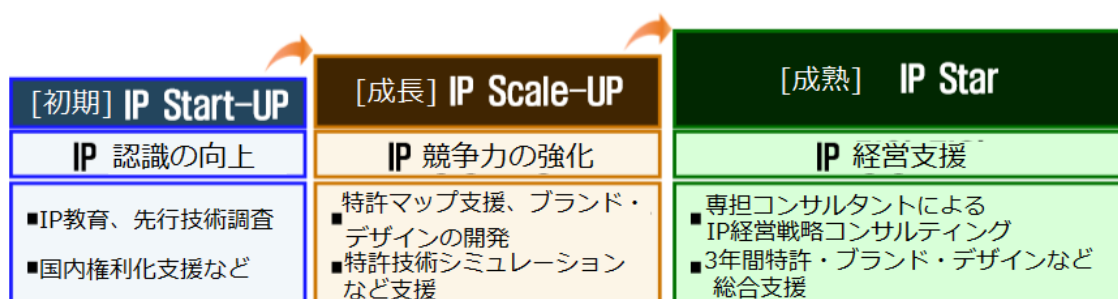 [初期] IP Start-UP
IP 認識の向上
■IP教育、先行技術調査
■国内権利化支援など
[成長] IP Scale-UP
IP 競争力の強化
■特許マップ支援、ブランド・
デザインの開発
■特許技術シミュレーション
など支援
[成熟] IP Star
IP 経営支援
■専担コンサルタントによる
IP経営戦略コンサルティング
■3年間特許・ブランド・デザインなど
総合支援